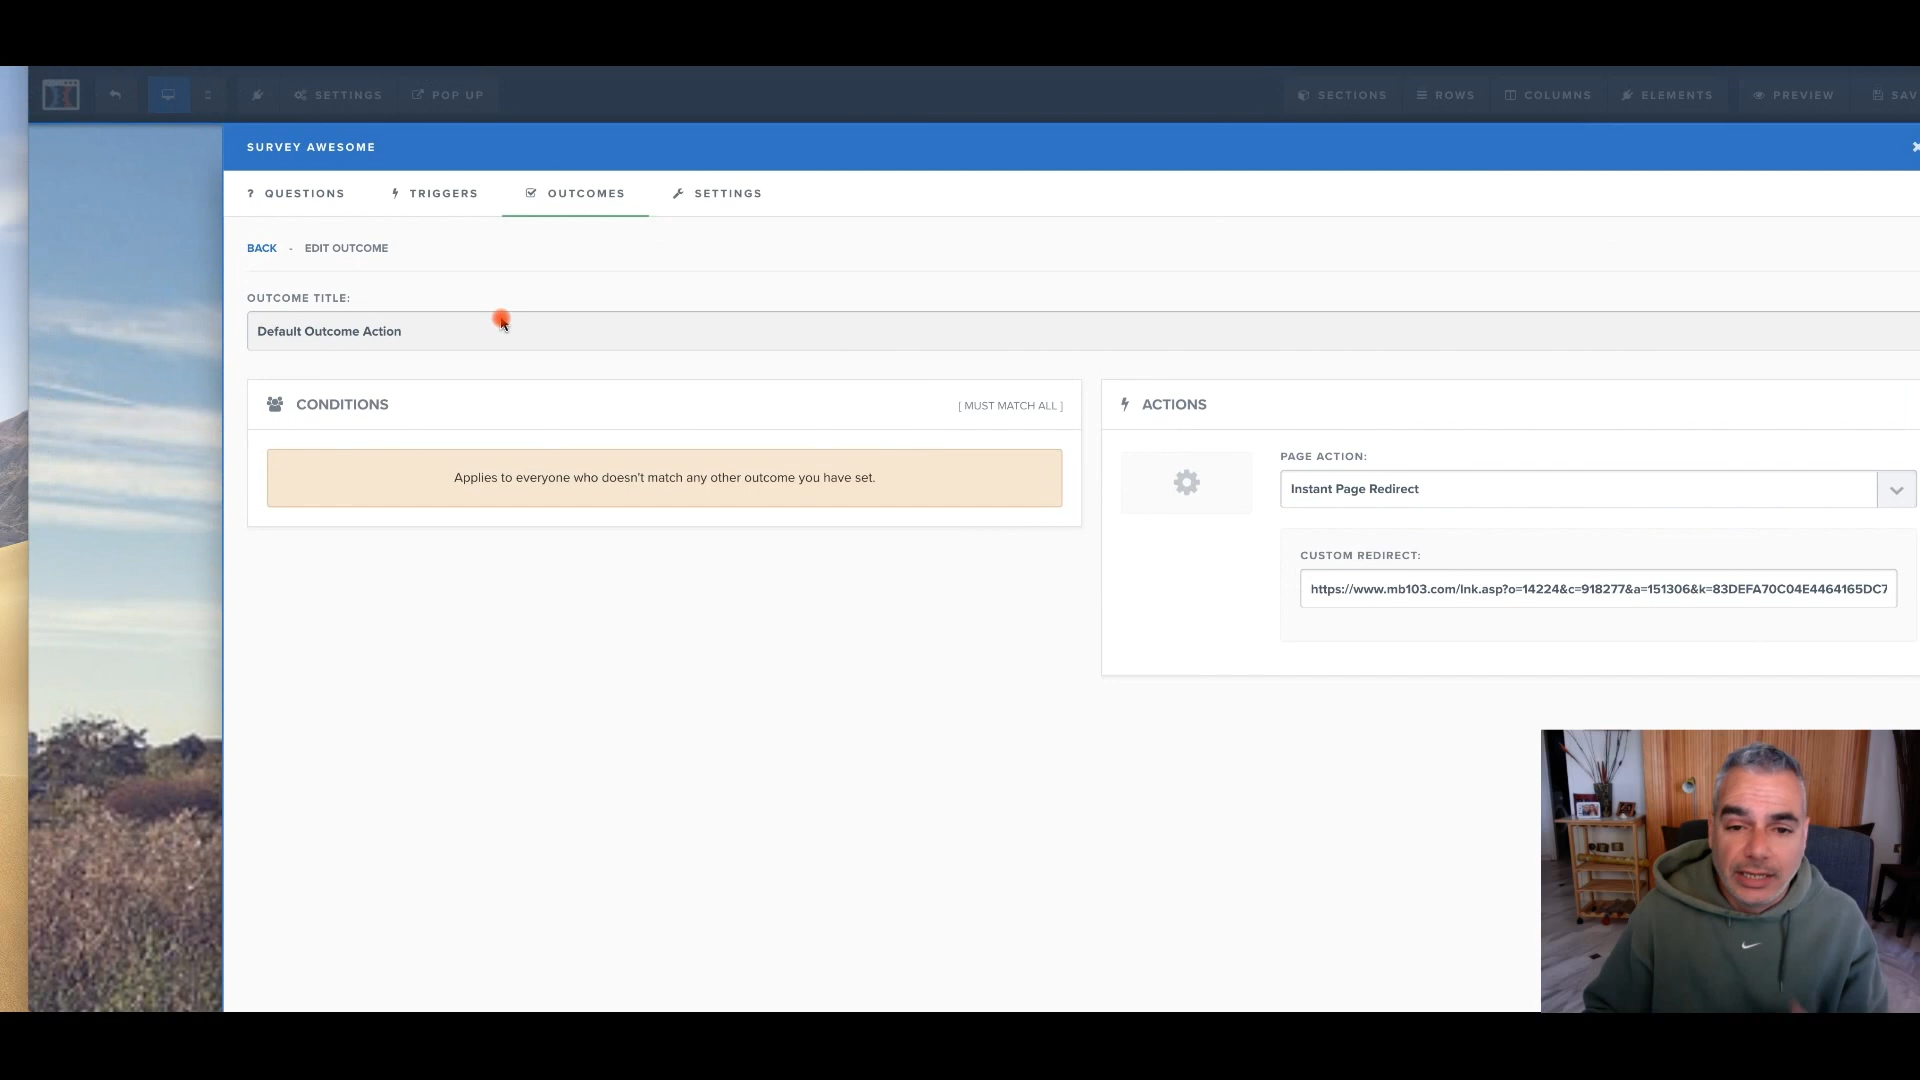 SETTINGS
POP UP
SECTIONS
ROWS
COLUMNS
ELEMENTS
PREVIEW
SAV
SURVEY AWESOME
? QUESTIONS
TRIGGERS
OUTCOMES
SETTINGS
BACK - EDIT OUTCOME
OUTCOME TITLE:
Default Outcome Action
CONDITIONS
[ MUST MATCH ALL ]
Applies to everyone who doesn't match any other outcome you have set.
ACTIONS
PAGE ACTION:
Instant Page Redirect
CUSTOM REDIRECT:
https://www.mb103.com/lnk.asp?o=14224&c=918277&a=151306&k=83DEFA70C04E4464165DC7